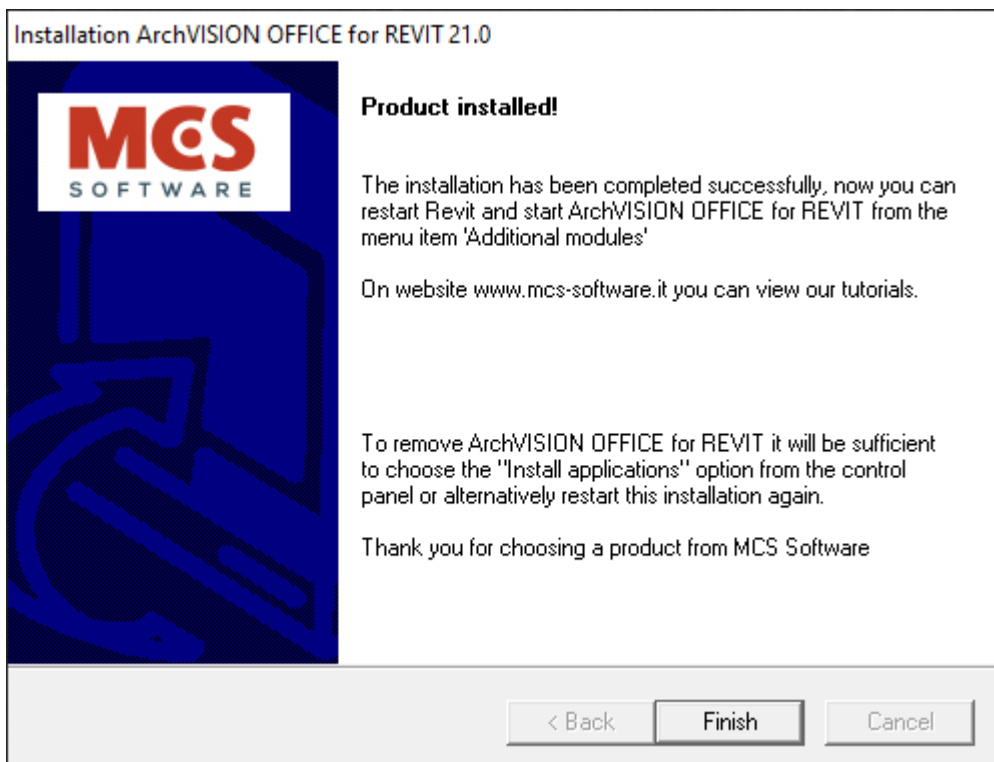 Installation ArchVISION OFFICE for REVIT 21.0
MCS
SOFTWARE
Product installed!
The installation has been completed successfully, now you can
restart Revit and start ArchVISION OFFICE for REVIT from the
menu item 'Additional modules'
On website www.mcs-software.it you can view our tutorials.
To remove ArchVISION OFFICE for REVIT it will be sufficient
to choose the "Install applications" option from the control
panel or alternatively restart this installation again.
Thank you for choosing a product from MCS Software
< Back
Finish
Cancel